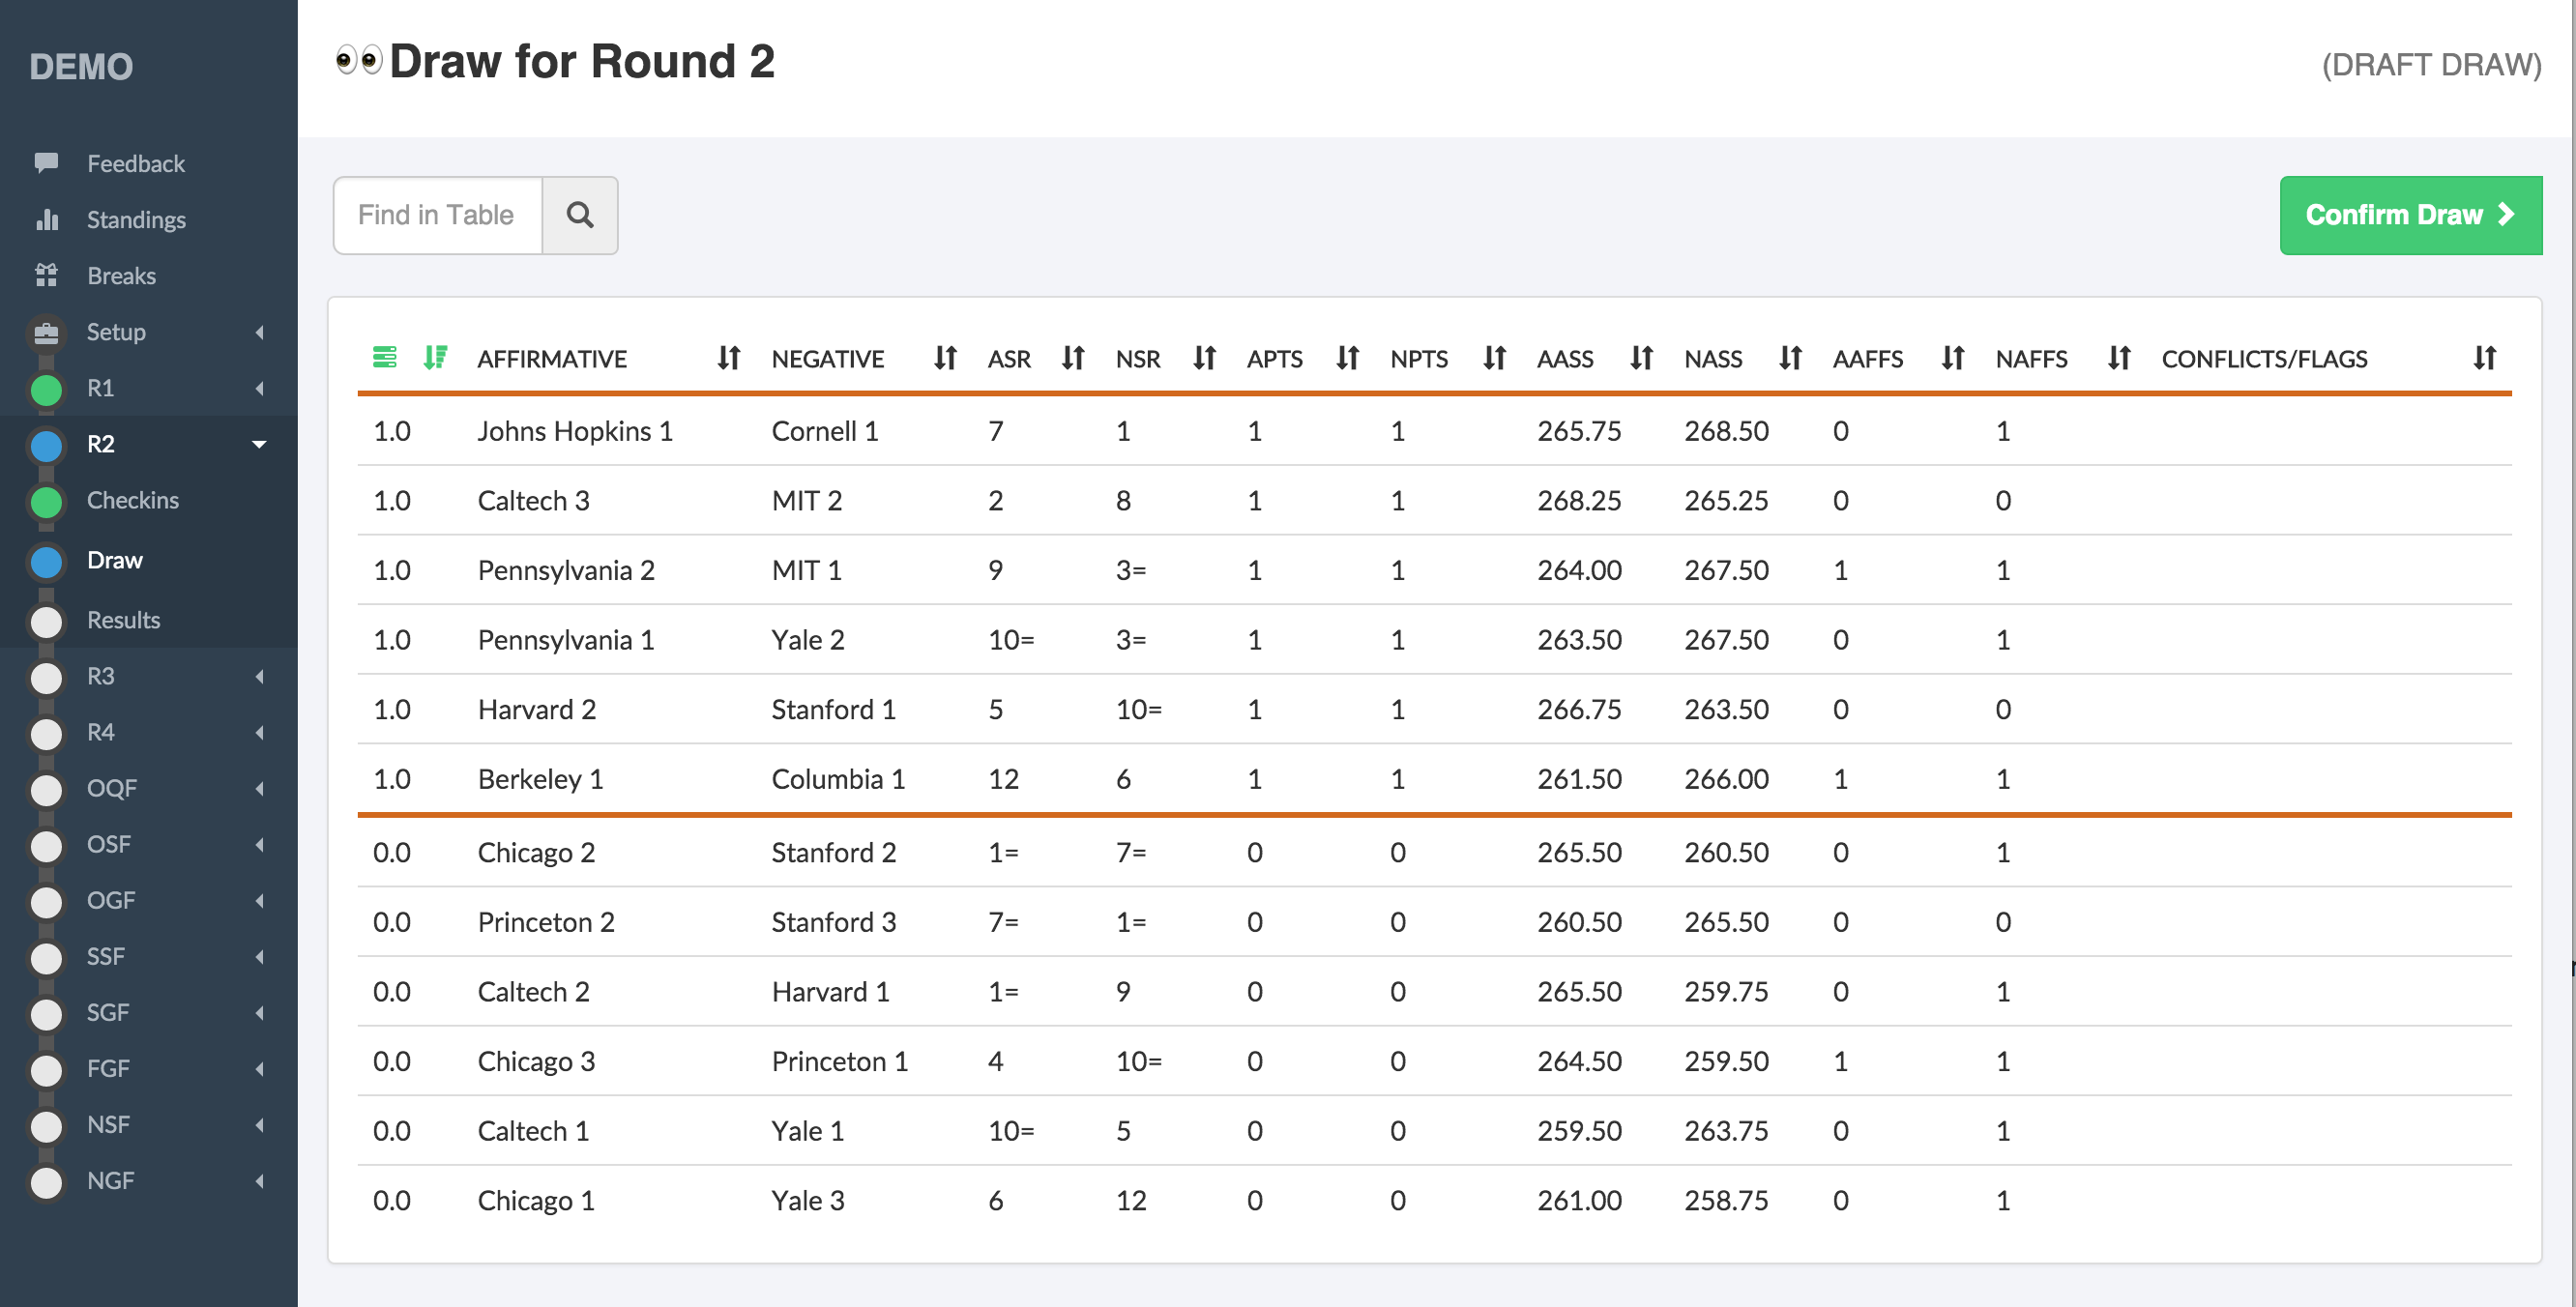 DEMO
Feedback
Standings
Breaks
Setup
R1
R2
Checkins
Draw
Results
R3
R4
OQF
OSF
OGF
SSF
SGF
FGF
NSF
NGF
Draw for Round 2
(DRAFT DRAW)
Find in Table
Confirm Draw
AFFIRMATIVE NEGATIVE ASR NSR APTS NPTS AASS NASS AAFFS NAFFS CONFLICTS/FLAGS
1.0 Johns Hopkins 1 Cornell 1 7 1 1 1 265.75 268.50 0 1
1.0 Caltech 3 MIT 2 2 8 1 1 268.25 265.25 0 0
1.0 Pennsylvania 2 MIT 1 9 3= 1 1 264.00 267.50 1 1
1.0 Pennsylvania 1 Yale 2 10= 3= 1 1 263.50 267.50 0 1
1.0 Harvard 2 Stanford 1 5 10= 1 1 266.75 263.50 0 0
1.0 Berkeley 1 Columbia 1 12 6 1 1 261.50 266.00 1 1
0.0 Chicago 2 Stanford 2 1= 7= 0 0 265.50 260.50 0 1
0.0 Princeton 2 Stanford 3 7= 1= 0 0 260.50 265.50 0 0
0.0 Caltech 2 Harvard 1 1= 9 0 0 265.50 259.75 0 1
0.0 Chicago 3 Princeton 1 4 10= 0 0 264.50 259.50 1 1
0.0 Caltech 1 Yale 1 10= 5 0 0 259.50 263.75 0 1
0.0 Chicago 1 Yale 3 6 12 0 0 261.00 258.75 0 1